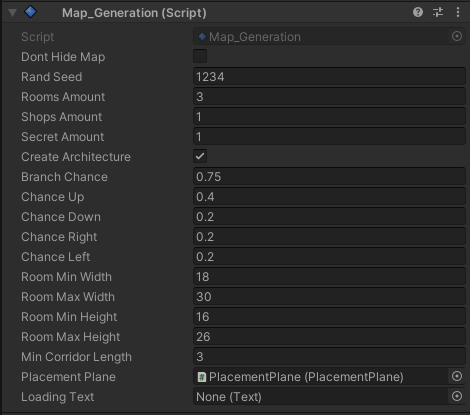 Map_Generation (Script)
Script Map_Generation
Dont Hide Map
Rand Seed 1234
Rooms Amount 3
Shops Amount 1
Secret Amount 1
Create Architecture
Branch Chance 0.75
Chance Up 0.4
Chance Down 0.2
Chance Right 0.2
Chance Left 0.2
Room Min Width 18
Room Max Width 30
Room Min Height 16
Room Max Height 26
Min Corridor Length 3
Placement Plane # PlacementPlane (PlacementPlane)
Loading Text None (Text)